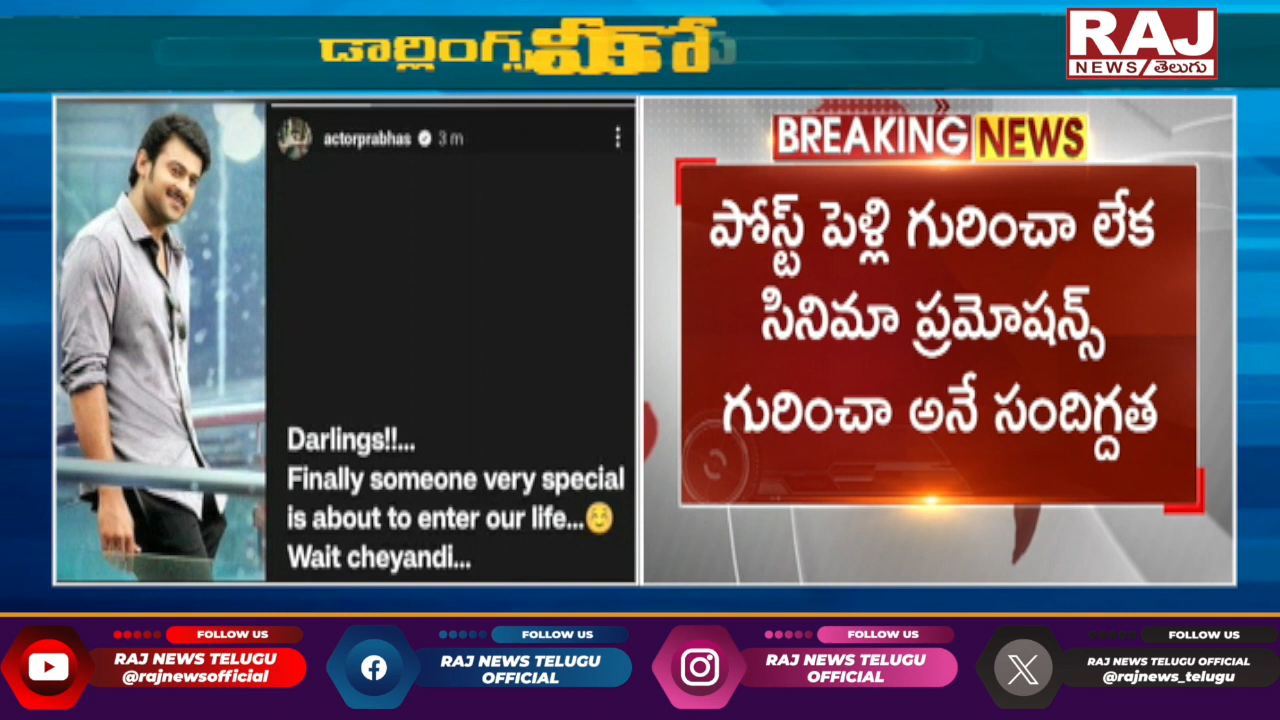 డార్లింగ్స్
RAJ
NEWS తెలుగు
actorprabhas 3 m
Darlings!!...
Finally someone very special
is about to enter our life...☺️
Wait cheyandi...
BREAKING NEWS
పోస్ట్ పెళ్లి గురించా లేక
సినిమా ప్రమోషన్స్
గురించా అనే సందిగ్దత
FOLLOW US
RAJ NEWS TELUGU
@rajnewsofficial
FOLLOW US
RAJ NEWS TELUGU
OFFICIAL
FOLLOW US
RAJ NEWS TELUGU
OFFICIAL
FOLLOW US
RAJ NEWS TELUGU OFFICIAL
@rajnews_telugu